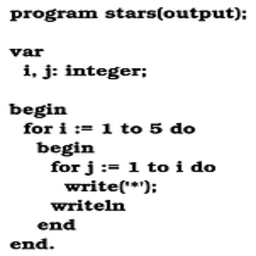 program stars(output);

var
  i, j: integer;

begin
  for i := 1 to 5 do
    begin
      for j := 1 to i do
        write('*');
      writeln
    end
end.